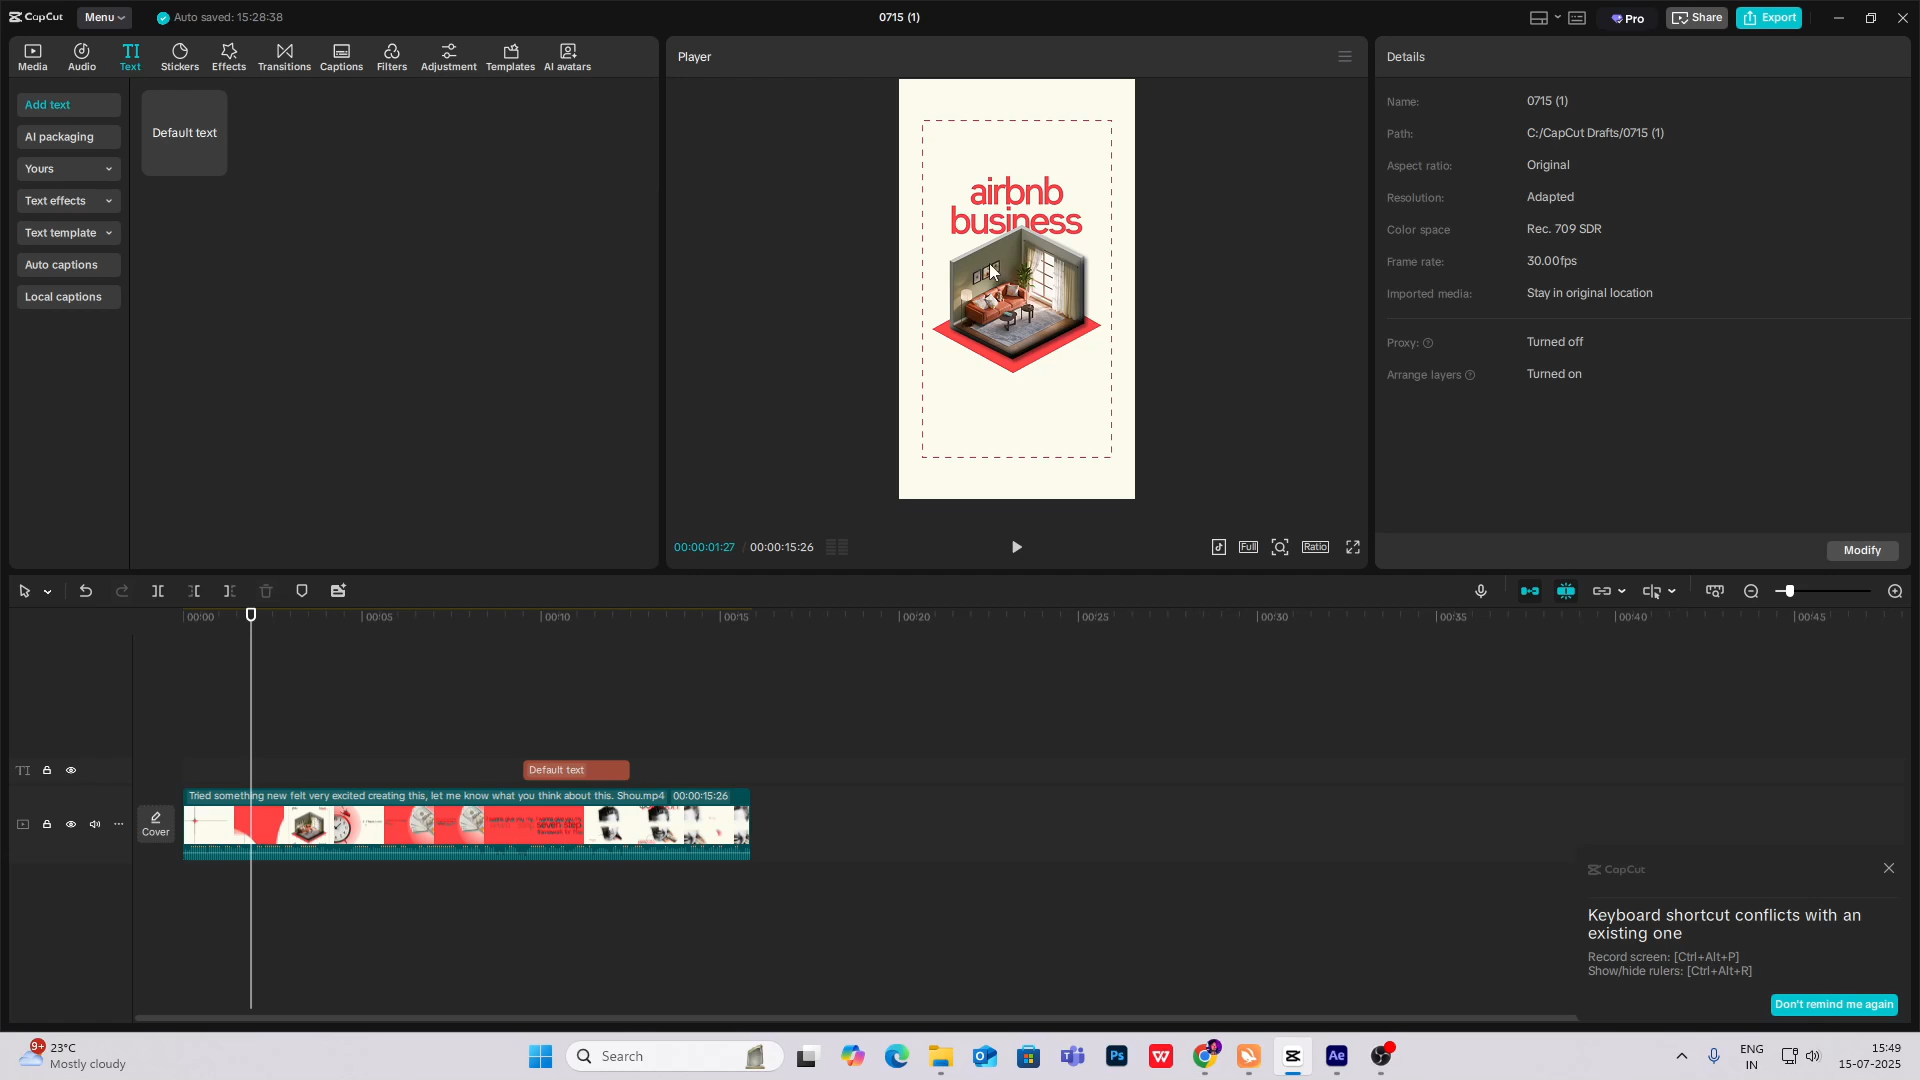 CapCut
Menu
Auto saved: 15:28:38
0715 (1)
Pro
Share
Export
Media
Audio
Text
Stickers
Effects
Transitions
Captions
Filters
Adjustment
Templates
AI avatars
Add text
AI packaging
Yours
Text effects
Text template
Auto captions
Local captions
Default text
Player
airbnb
business
00:00:01:27 / 00:00:15:26
Full
Ratio
Details
Name: 0715 (1)
Path: C:/CapCut Drafts/0715 (1)
Aspect ratio: Original
Resolution: Adapted
Color space Rec. 709 SDR
Frame rate: 30.00fps
Imported media: Stay in original location
Proxy: Turned off
Arrange layers Turned on
Modify
00:00 00:05 00:10 00:15 00:20 00:25 00:30 00:35 00:40 00:45
TI
Default text
Tried something new felt very excited creating this, let me know what you think about this. Shou.mp4 00:00:15:26
Cover
seven step
CapCut
Keyboard shortcut conflicts with an
existing one
Record screen: [Ctrl+Alt+P]
Show/hide rulers: [Ctrl+Alt+R]
Don't remind me again
9+
23°C
Mostly cloudy
Search
Ps
W
Ae
ENG
IN
15:49
15-07-2025